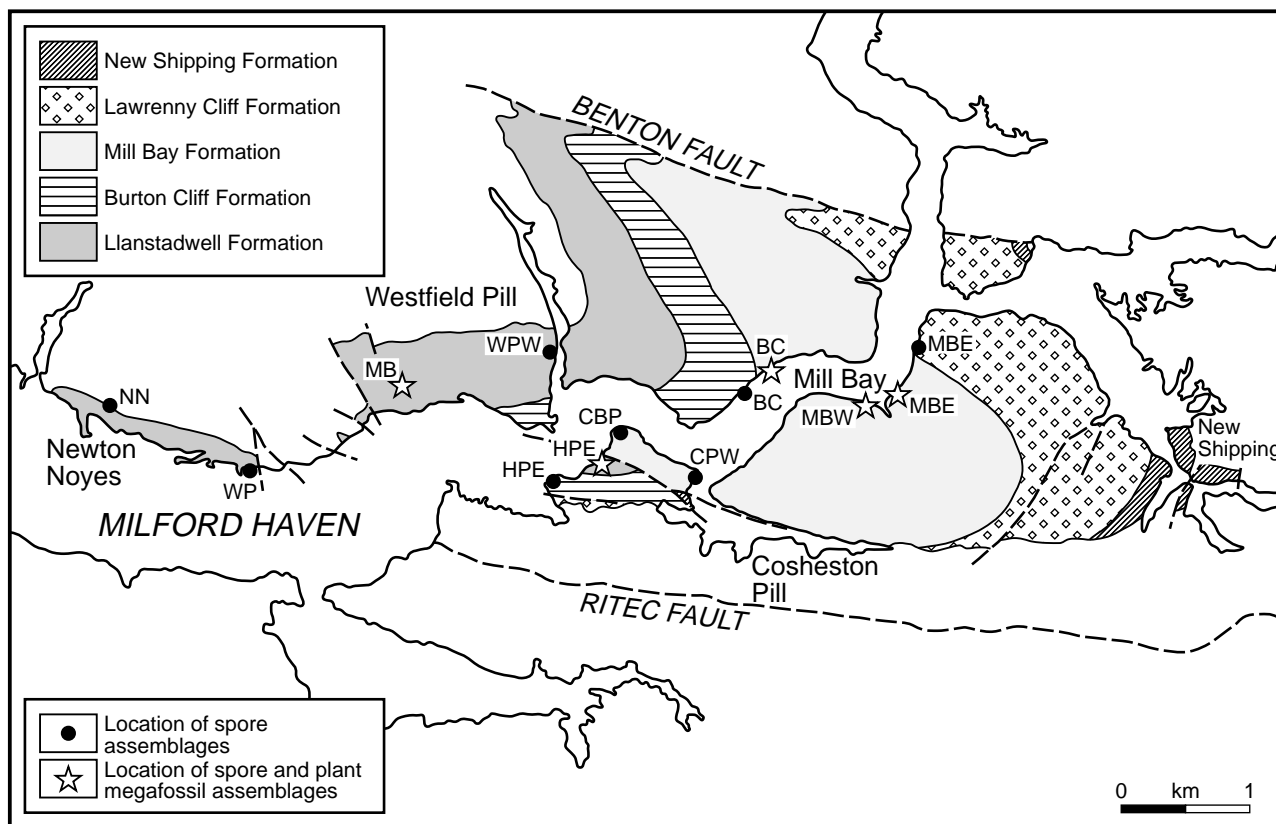 New Shipping Formation
Lawrenny Cliff Formation
Mill Bay Formation
Burton Cliff Formation
Llanstadwell Formation
BENTON FAULT
Westfield Pill
WPW
MB
NN
Newton
Noyes
WP
MILFORD HAVEN
BC
MBE
Mill Bay
BC
MBW
MBE
CBP
HPE
HPE
CPW
New
Shipping
Cosheston
Pill
RITEC FAULT
Location of spore
assemblages
Location of spore and plant
megafossil assemblages
0 km 1